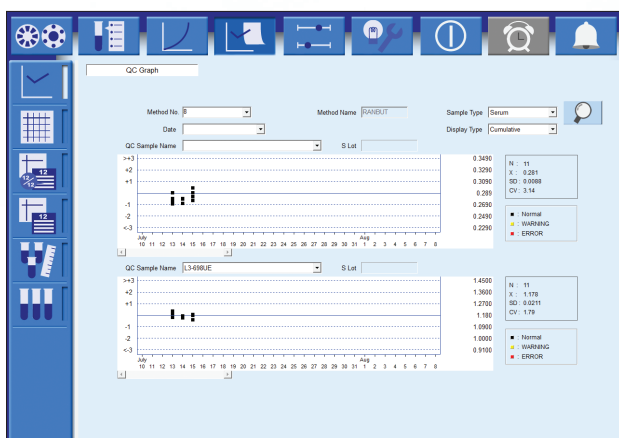 QC Graph
Method No. 8 Method Name RANBUT Sample Type Serum
Date Display Type Cumulative
QC Sample Name S Lot
>+3 0.3490
+2 0.3290
+1 0.3090
0.289
-1 0.2690
-2 0.2490
<-3 0.2290
N : 11
X : 0.281
SD : 0.0088
CV : 3.14
: Normal
: WARNING
: ERROR
July Aug
10 11 12 13 14 15 16 17 18 19 20 21 22 23 24 25 26 27 28 29 30 31 1 2 3 4 5 6 7 8
QC Sample Name L3-698UE S Lot
>+3 1.4500
+2 1.3600
+1 1.2700
1.180
-1 1.0900
-2 1.0000
<-3 0.9100
N : 11
X : 1.178
SD : 0.0211
CV : 1.79
: Normal
: WARNING
: ERROR
July Aug
10 11 12 13 14 15 16 17 18 19 20 21 22 23 24 25 26 27 28 29 30 31 1 2 3 4 5 6 7 8
12
12/12
12